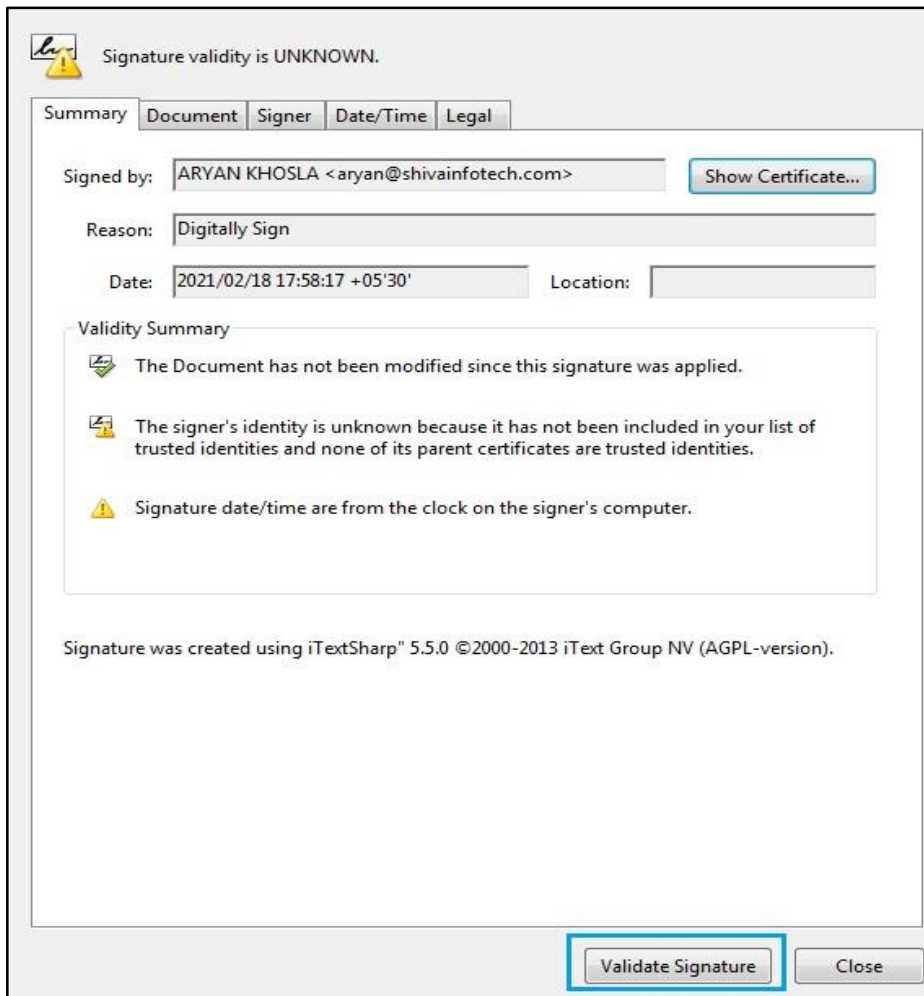 Signature validity is UNKNOWN.
Summary Document Signer Date/Time Legal
Signed by: ARYAN KHOSLA <aryan@shivainfotech.com> Show Certificate...
Reason: Digitally Sign
Date: 2021/02/18 17:58:17 +05'30' Location:
Validity Summary
The Document has not been modified since this signature was applied.
The signer's identity is unknown because it has not been included in your list of
trusted identities and none of its parent certificates are trusted identities.
Signature date/time are from the clock on the signer's computer.
Signature was created using iTextSharp" 5.5.0 ©2000-2013 iText Group NV (AGPL-version).
Validate Signature Close